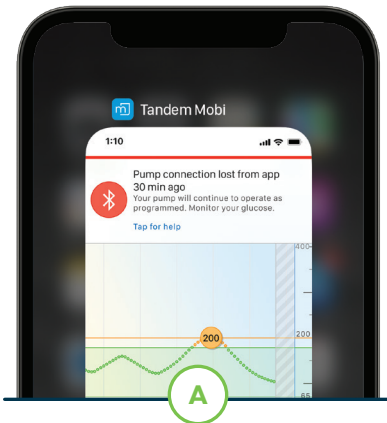 Tandem Mobi
1:10
Pump connection lost from app
30 min ago
Your pump will continue to operate as
programmed. Monitor your glucose.
Tap for help
400
200
200
65
A